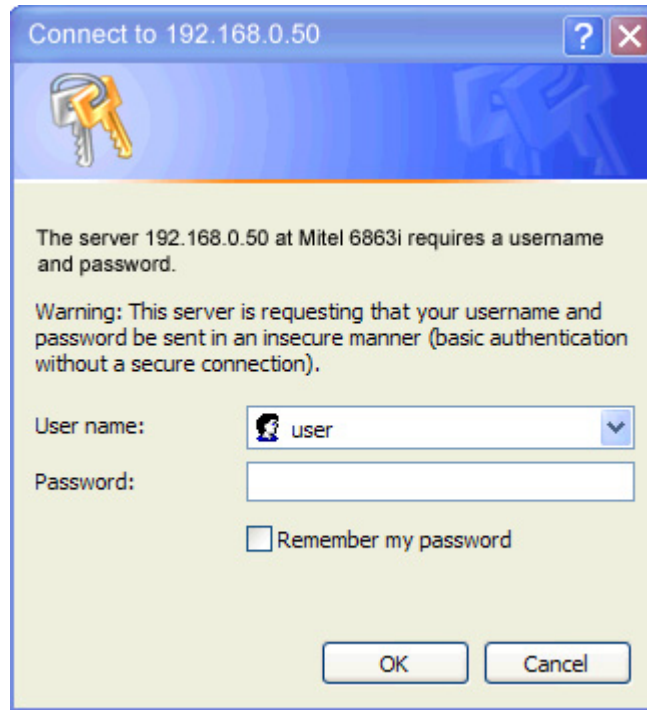 Connect to 192.168.0.50
?
The server 192.168.0.50 at Mitel 6863i requires a username
and password.
Warning: This server is requesting that your username and
password be sent in an insecure manner (basic authentication
without a secure connection).
User name:
user
Password:
Remember my password
OK
Cancel